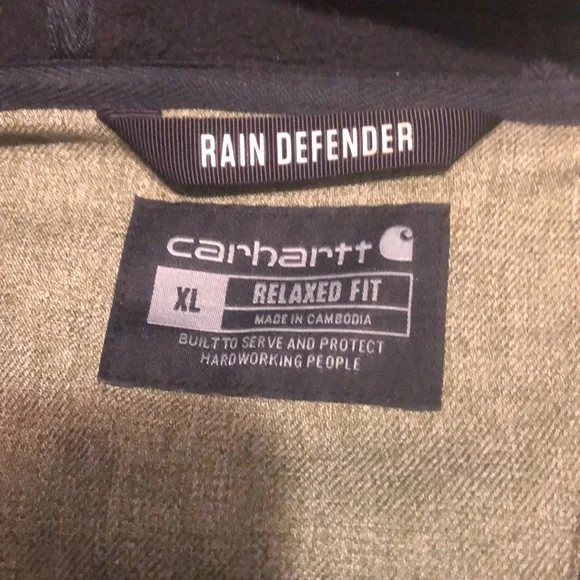 RAIN DEFENDER
carhartt
XL
RELAXED FIT
MADE IN CAMBODIA
BUILT TO SERVE AND PROTECT
HARDWORKING PEOPLE